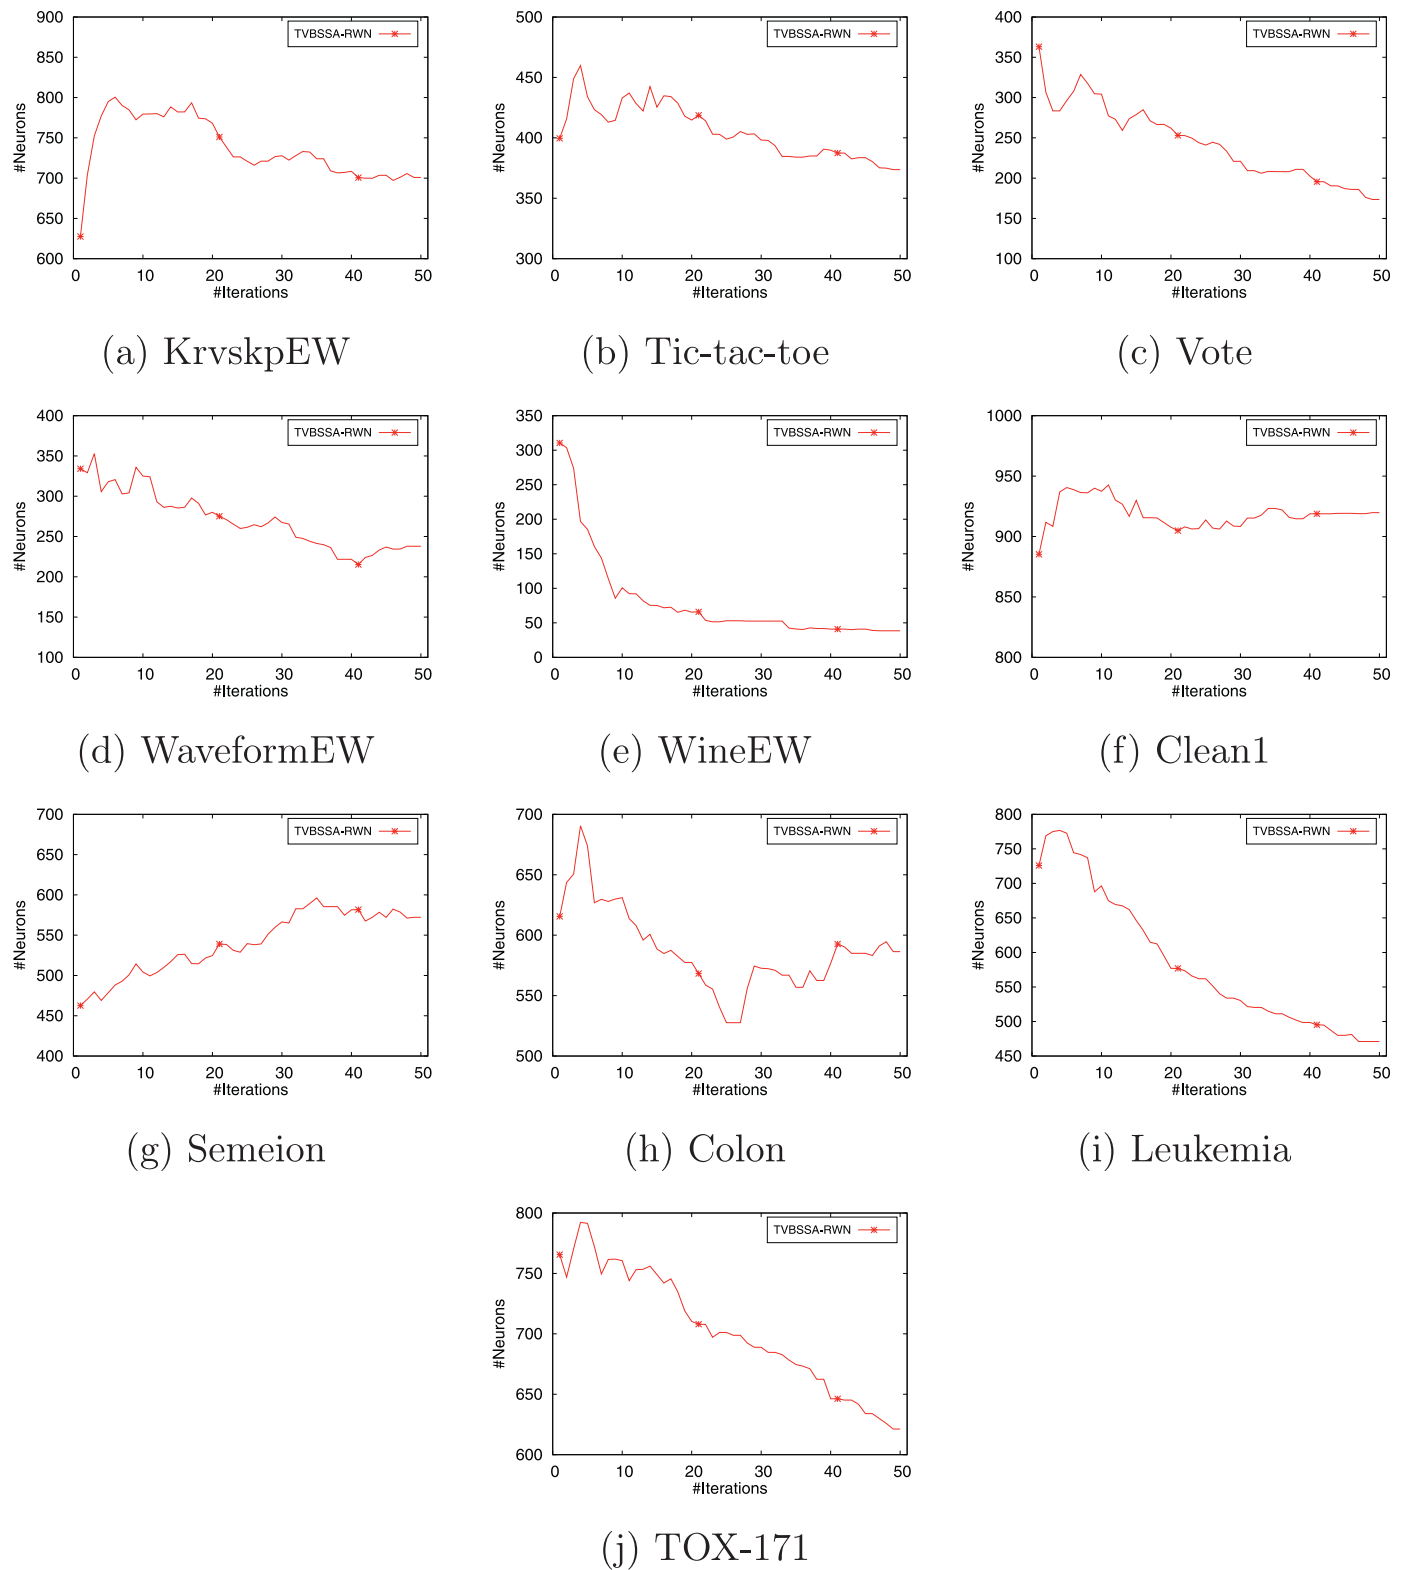 900
850
800
750
700
650
600
#Neurons
TVBSSA-RWN
0 10 20 30 40 50
#Iterations
(a) KrvskpEW
500
450
400
350
300
#Neurons
TVBSSA-RWN
0 10 20 30 40 50
#Iterations
(b) Tic-tac-toe
400
350
300
250
200
150
100
#Neurons
TVBSSA-RWN
0 10 20 30 40 50
#Iterations
(c) Vote
400
350
300
250
200
150
100
#Neurons
TVBSSA-RWN
0 10 20 30 40 50
#Iterations
(d) WaveformEW
350
300
250
200
150
100
50
0
#Neurons
TVBSSA-RWN
0 10 20 30 40 50
#Iterations
(e) WineEW
1000
950
900
850
800
#Neurons
TVBSSA-RWN
0 10 20 30 40 50
#Iterations
(f) Clean1
700
650
600
550
500
450
400
#Neurons
TVBSSA-RWN
0 10 20 30 40 50
#Iterations
(g) Semeion
700
650
600
550
500
#Neurons
TVBSSA-RWN
0 10 20 30 40 50
#Iterations
(h) Colon
800
750
700
650
600
550
500
450
#Neurons
TVBSSA-RWN
0 10 20 30 40 50
#Iterations
(i) Leukemia
800
750
700
650
600
#Neurons
TVBSSA-RWN
0 10 20 30 40 50
#Iterations
(j) TOX-171